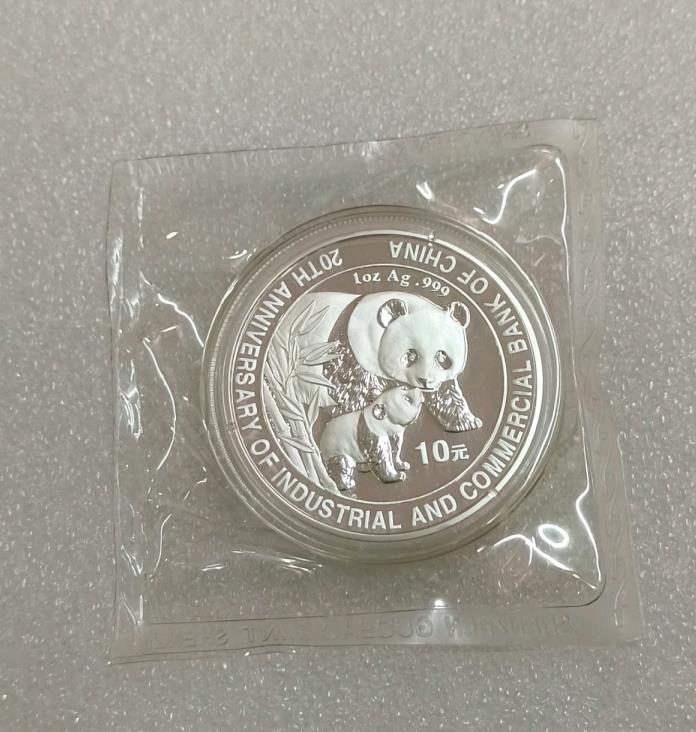 20TH ANNIVERSARY OF INDUSTRIAL AND COMMERCIAL BANK OF CHINA
1oz Ag .999
10元